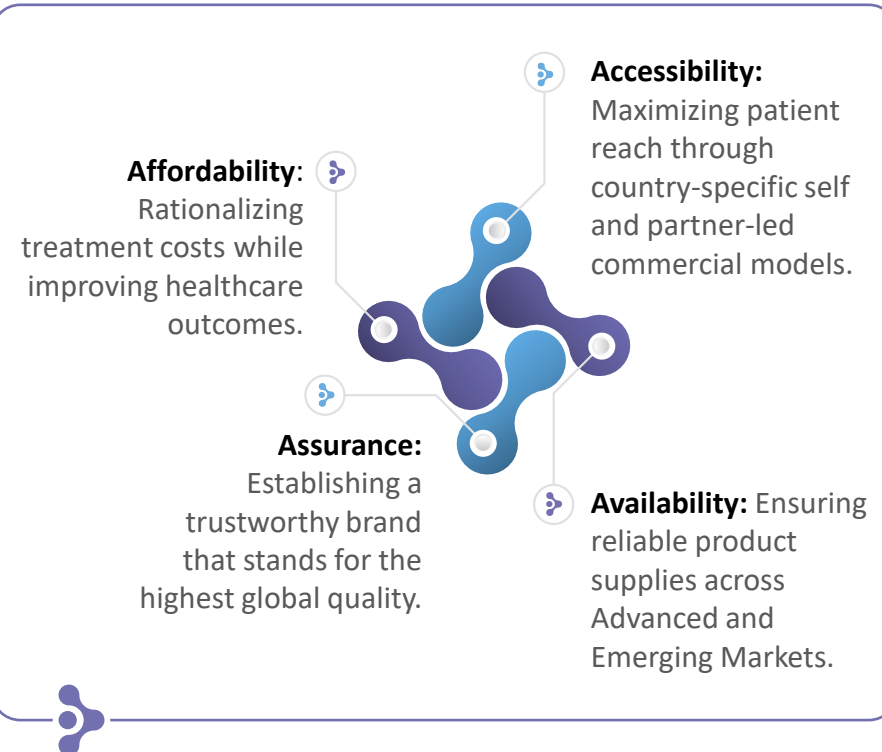 Accessibility:
Maximizing patient
reach through
country-specific self
and partner-led
commercial models.
Affordability:
Rationalizing
treatment costs while
improving healthcare
outcomes.
Assurance:
Establishing a
trustworthy brand
that stands for the
highest global quality.
Availability: Ensuring
reliable product
supplies across
Advanced and
Emerging Markets.